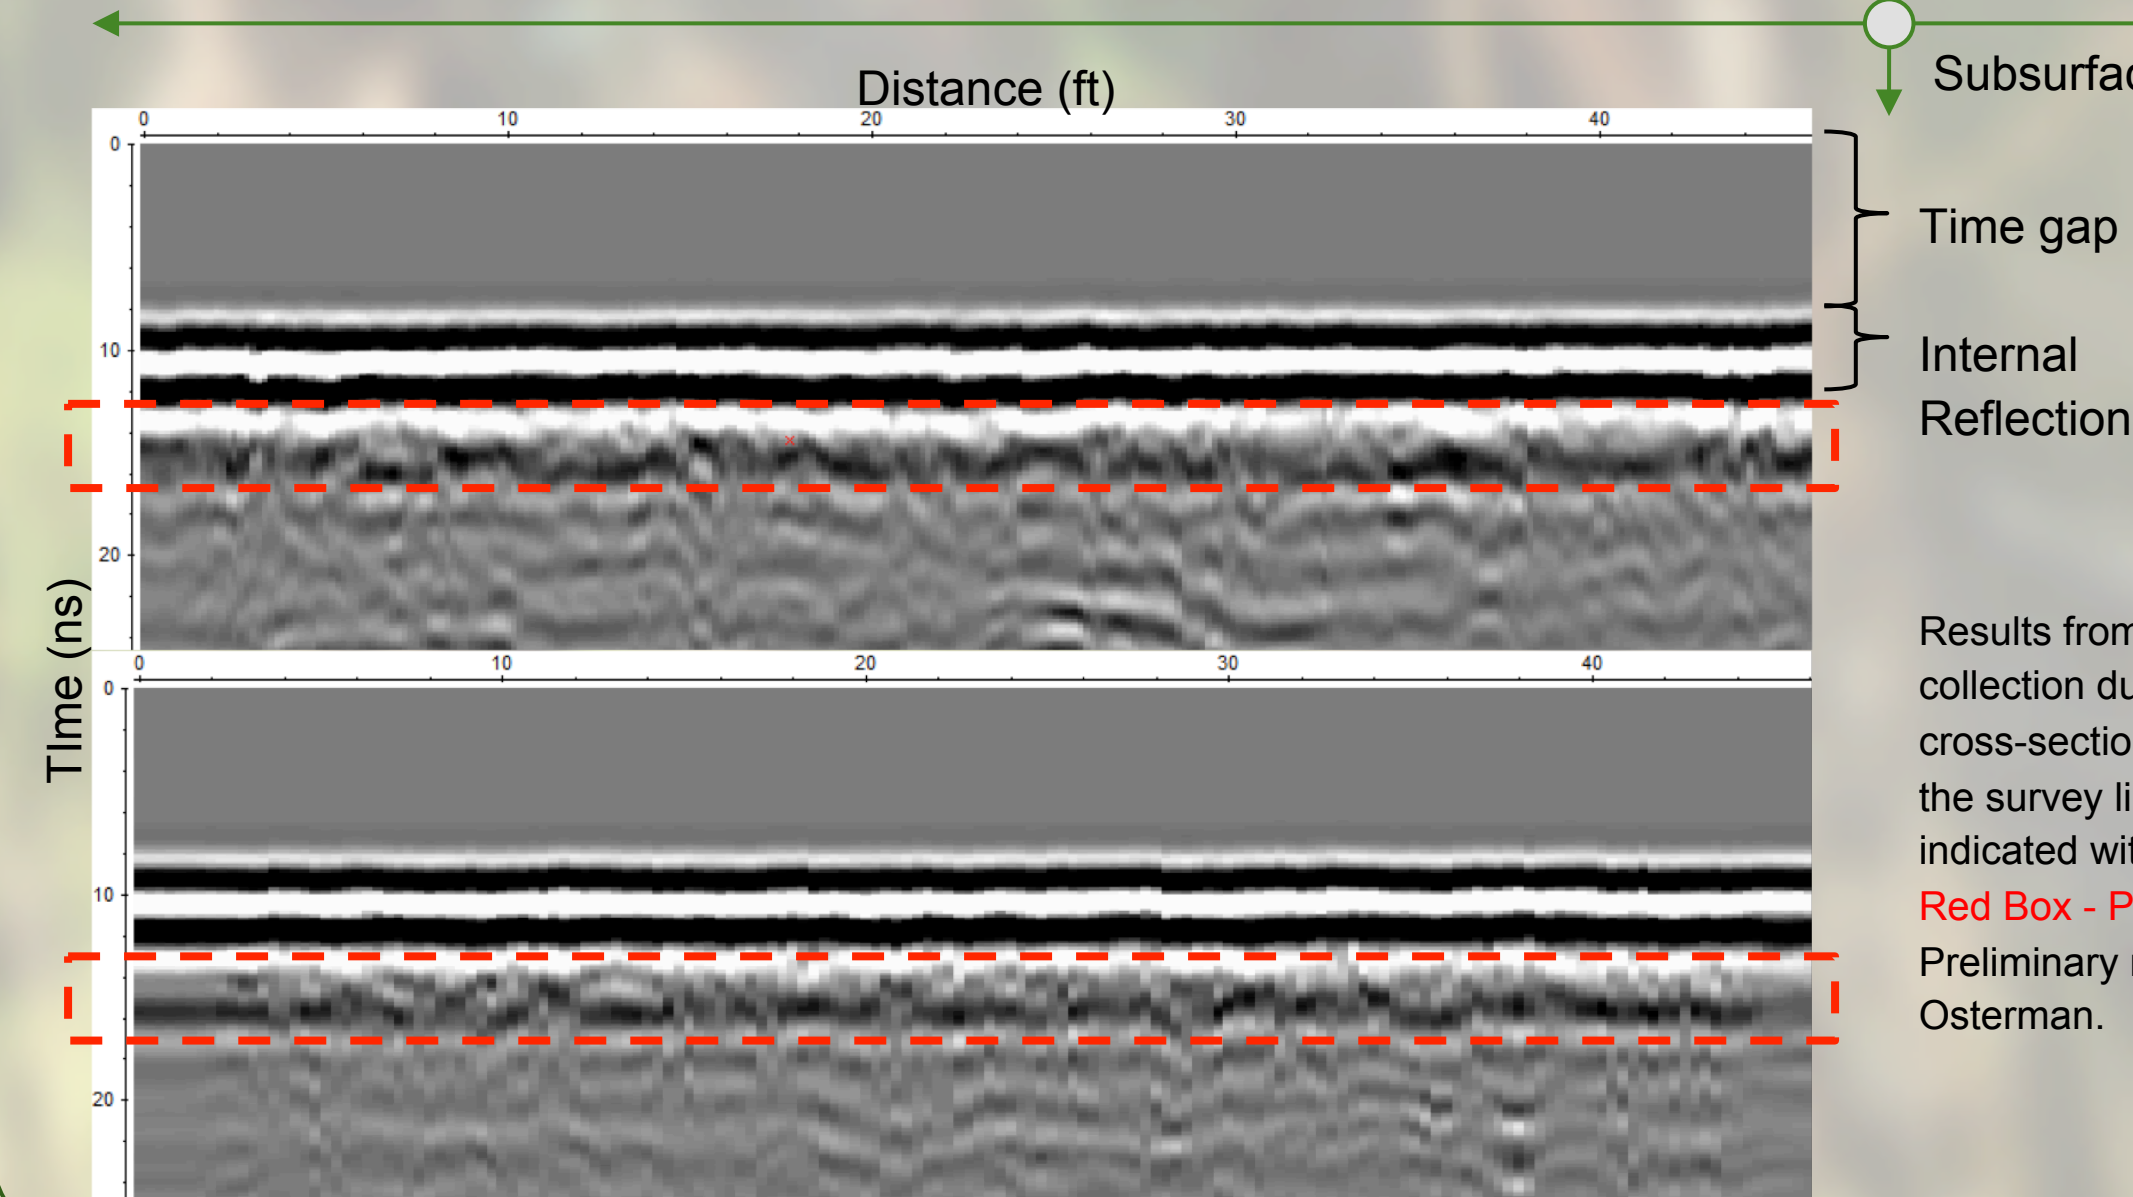 Subsurfac
Distance (ft)
0 10 20 30 40
0
10
20
Time gap
Internal
Reflection
TIme (ns)
0 10 20 30 40
0
10
20
Results from
collection du
cross-sectio
the survey li
indicated wit
Red Box - P
Preliminary r
Osterman.